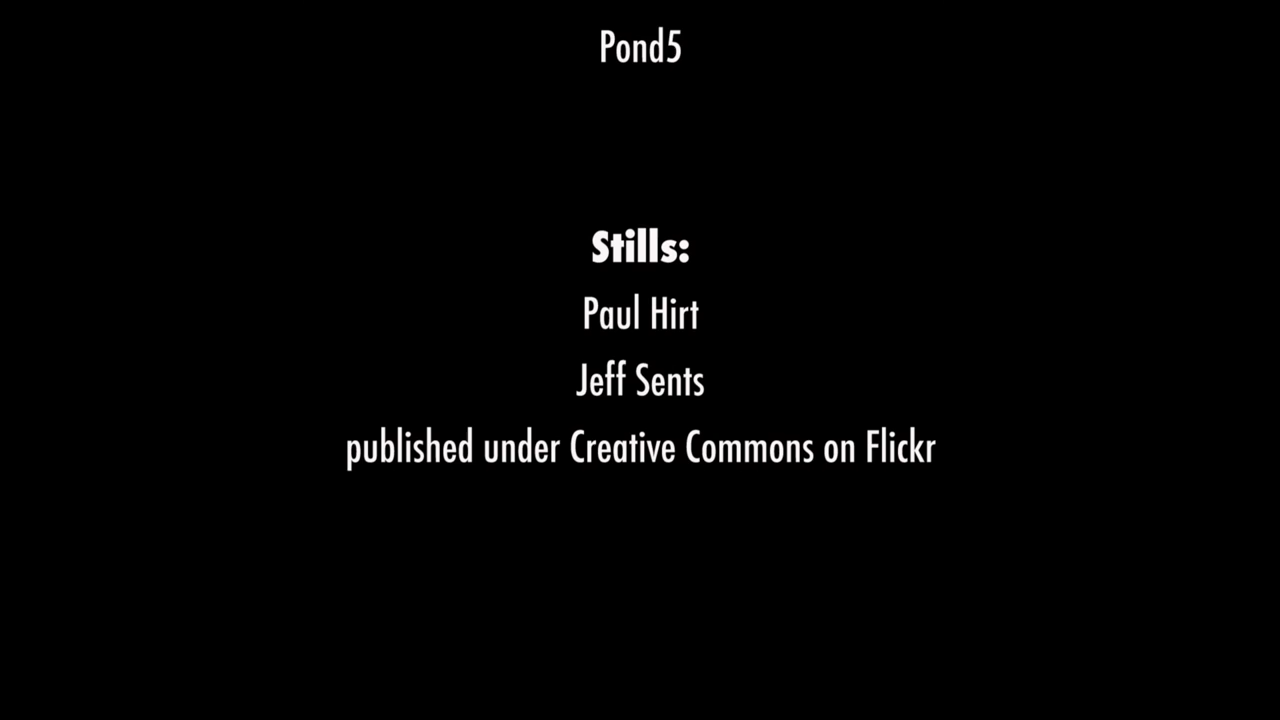 Pond5
Stills:
Paul Hirt
Jeff Sents
published under Creative Commons on Flickr